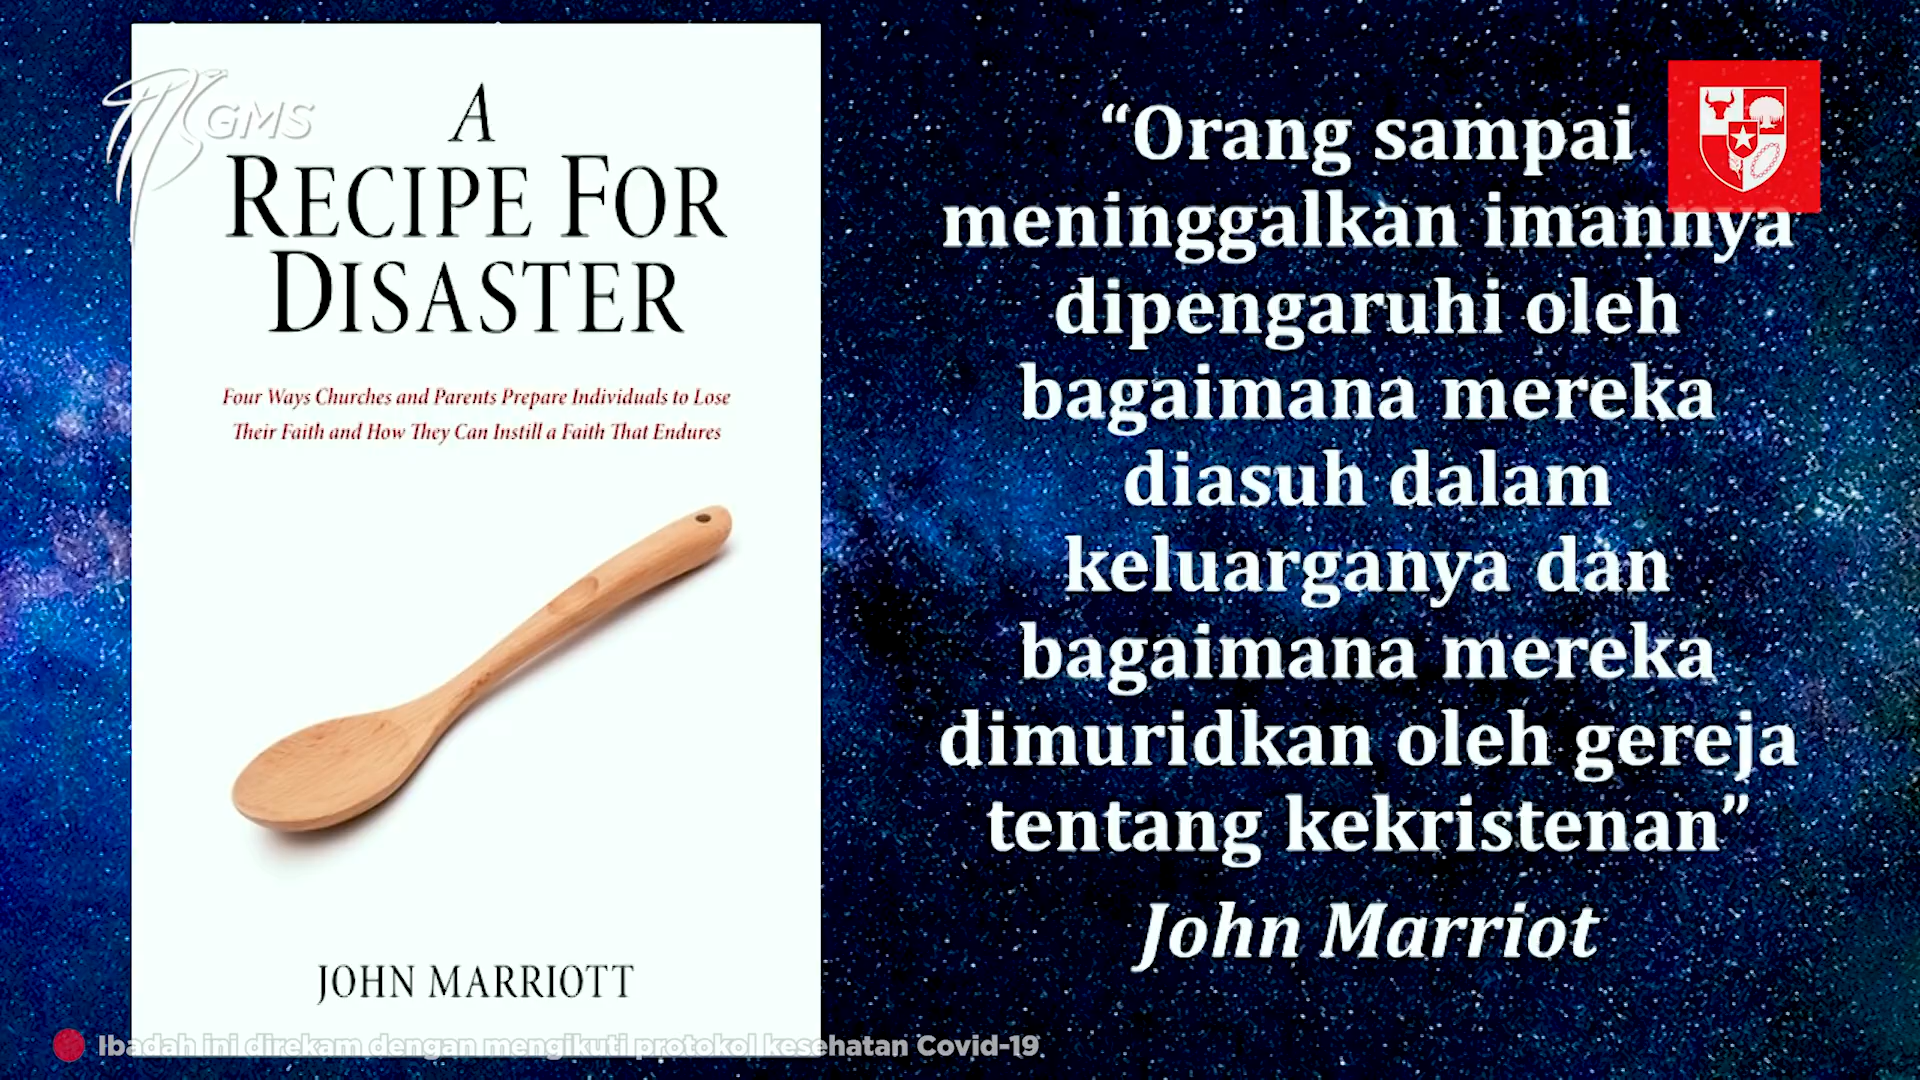 GMS
A
RECIPE FOR
DISASTER
Four Ways Churches and Parents Prepare Individuals to Lose
Their Faith and How They Can Instill a Faith That Endures
JOHN MARRIOTT
“Orang sampai
meninggalkan imannya
dipengaruhi oleh
bagaimana mereka
diasuh dalam
keluarganya dan
bagaimana mereka
dimuridkan oleh gereja
tentang kekristenan”
John Marriot
Ibadah ini direkam dengan mengikuti protokol kesehatan Covid-19